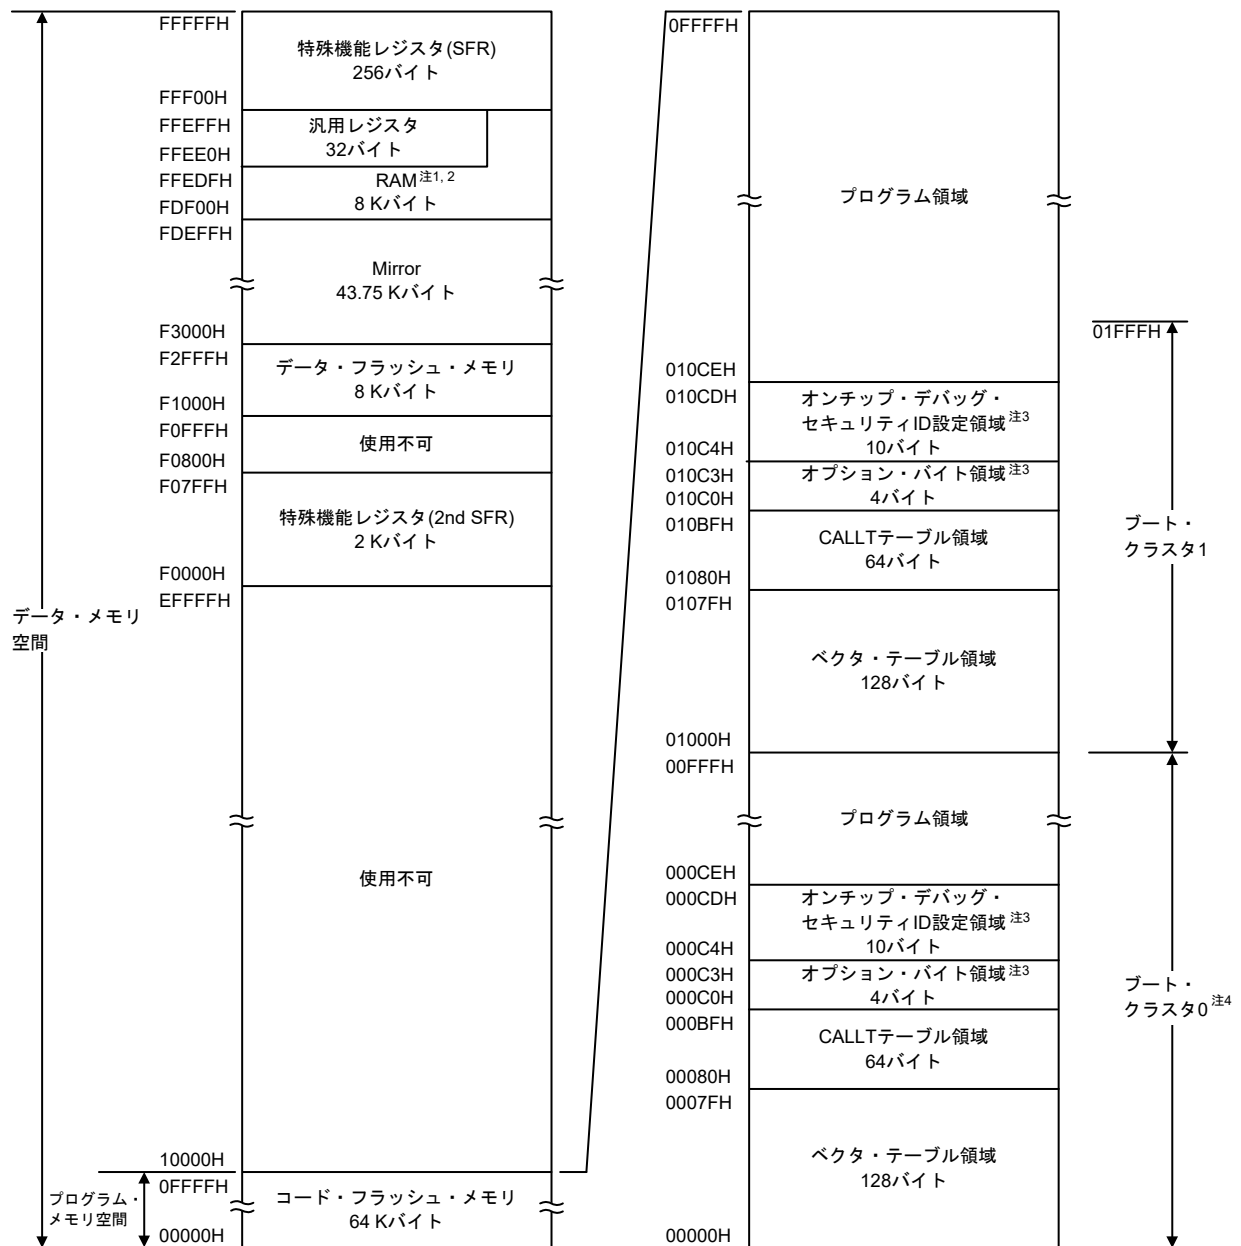 FFFFFH
特殊機能レジスタ(SFR)
256バイト
FFF00H
FFEFFH
汎用レジスタ
32バイト
FFEE0H
FFEDFH
RAM 注1, 2
8 Kバイト
FDF00H
FDEFFH
Mirror
43.75 Kバイト
F3000H
F2FFFH
データ・フラッシュ・メモリ
8 Kバイト
F1000H
F0FFFH
使用不可
F0800H
F07FFH
特殊機能レジスタ(2nd SFR)
2 Kバイト
F0000H
EFFFFH
データ・メモリ
空間
使用不可
10000H
0FFFFH
プログラム・
メモリ空間
コード・フラッシュ・メモリ
64 Kバイト
00000H
0FFFFH
プログラム領域
01FFFH
010CEH
010CDH
オンチップ・デバッグ・
セキュリティID設定領域 注3
10バイト
010C4H
010C3H
オプション・バイト領域 注3
4バイト
010C0H
010BFH
CALLTテーブル領域
64バイト
01080H
0107FH
ブート・
クラスタ1
ベクタ・テーブル領域
128バイト
01000H
00FFFH
プログラム領域
000CEH
000CDH
オンチップ・デバッグ・
セキュリティID設定領域 注3
10バイト
000C4H
000C3H
オプション・バイト領域 注3
4バイト
000C0H
000BFH
ブート・
クラスタ0 注4
CALLTテーブル領域
64バイト
00080H
0007FH
ベクタ・テーブル領域
128バイト
00000H